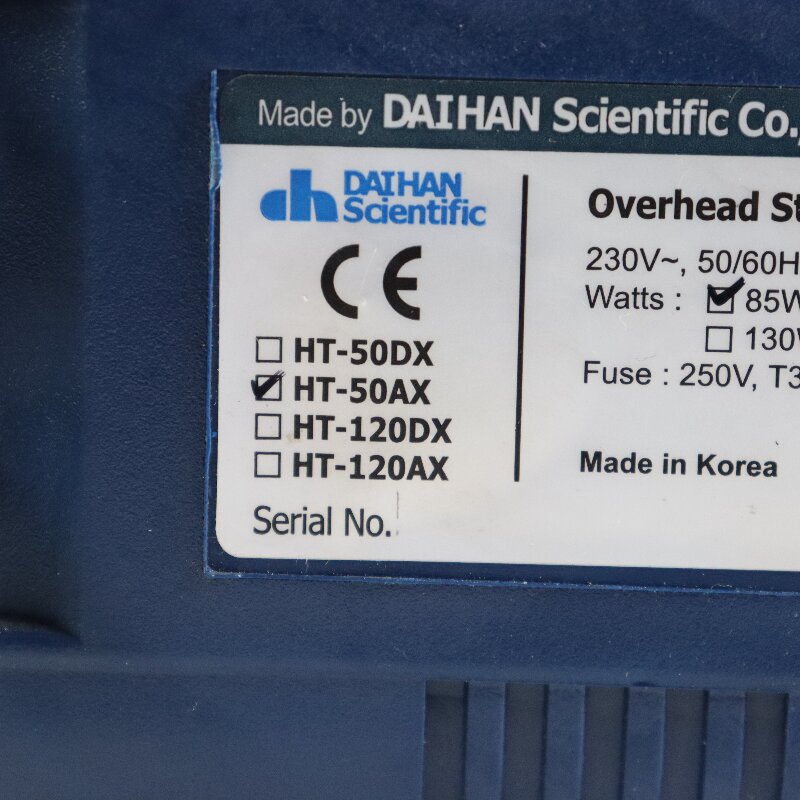 Made by DAIHAN Scientific Co.,
DAIHAN
Scientific
CE
☐ HT-50DX
☑ HT-50AX
☐ HT-120DX
☐ HT-120AX
Serial No.
Overhead St
230V~, 50/60H
Watts : ☑ 85W
☐ 130W
Fuse : 250V, T3
Made in Korea